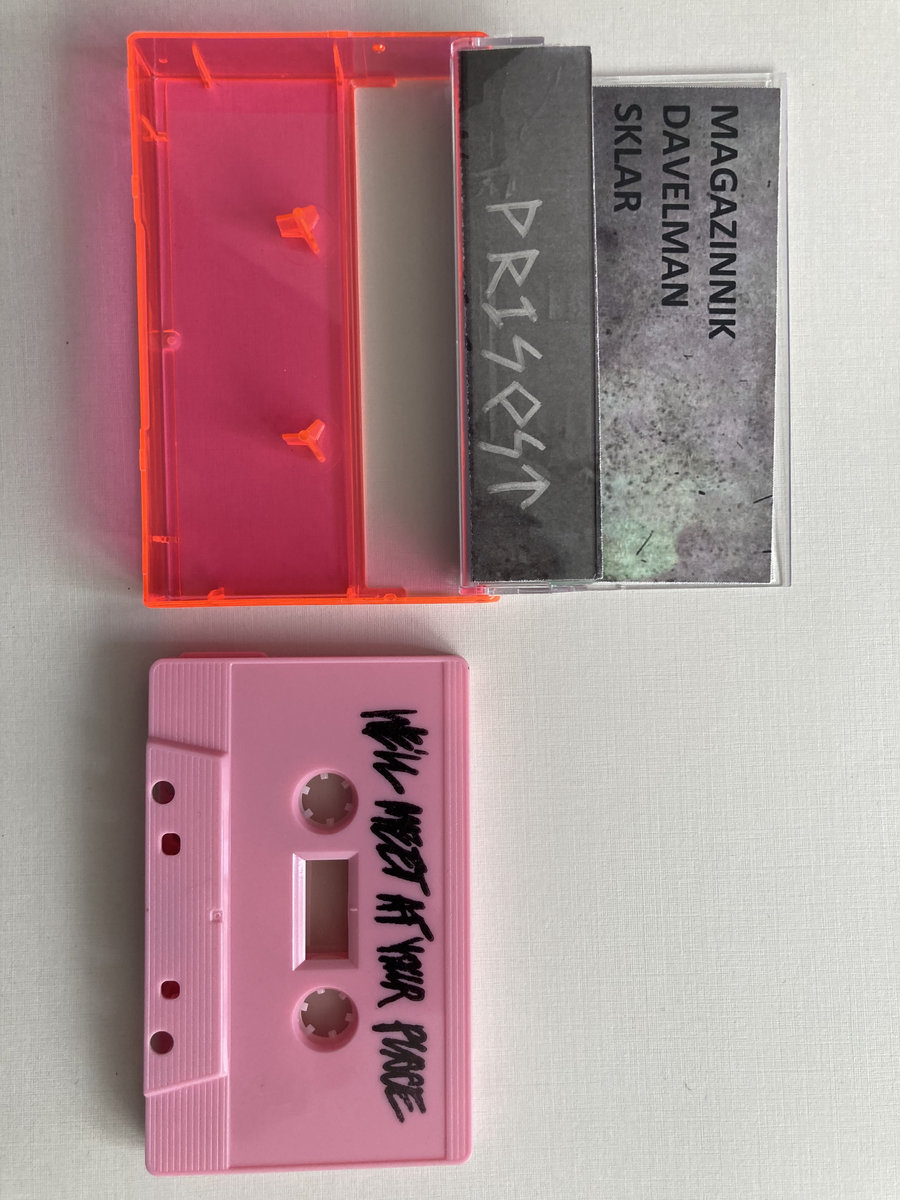 MAGAZINNIK
DAVELMAN
SKLAR
PRISOST
WE'LL MEET AT YOUR PLACE